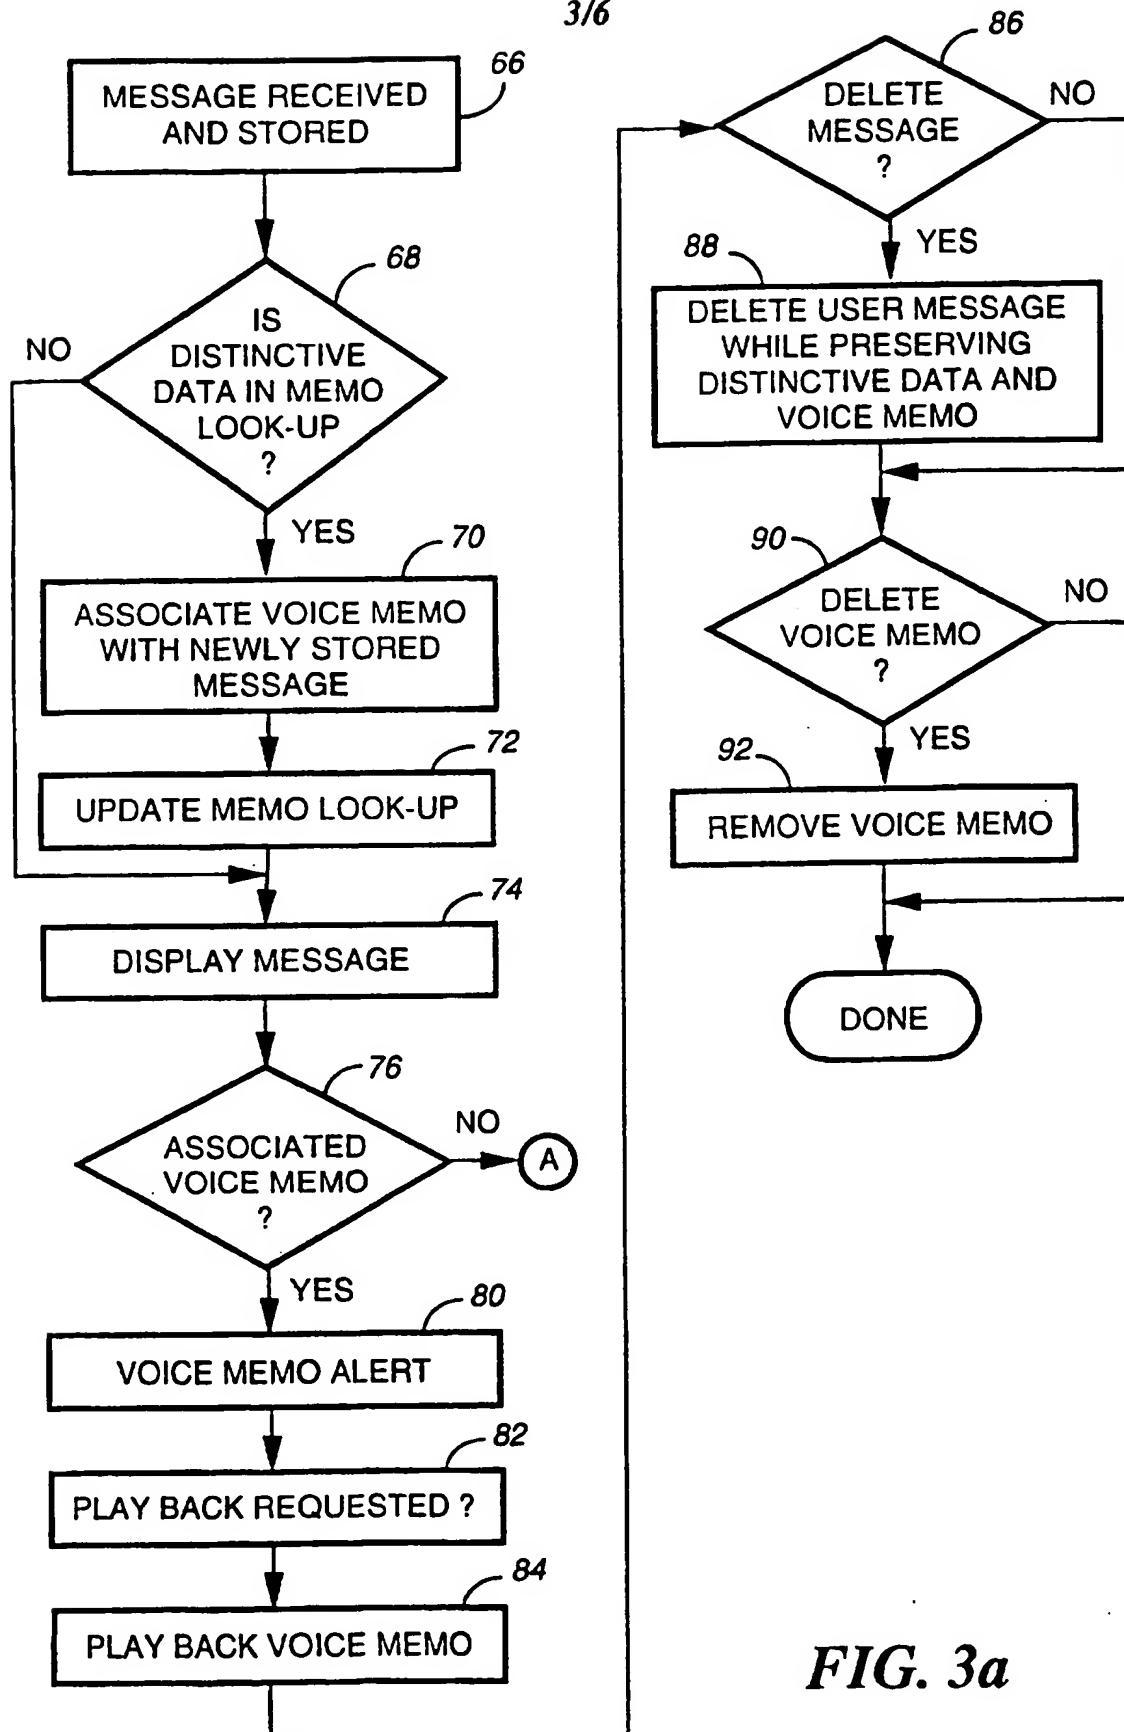 3/6
66
MESSAGE RECEIVED
AND STORED
68
IS
DISTINCTIVE
DATA IN MEMO
LOOK-UP
?
NO
YES
70
ASSOCIATE VOICE MEMO
WITH NEWLY STORED
MESSAGE
72
UPDATE MEMO LOOK-UP
74
DISPLAY MESSAGE
76
ASSOCIATED
VOICE MEMO
?
NO
A
YES
80
VOICE MEMO ALERT
82
PLAY BACK REQUESTED ?
84
PLAY BACK VOICE MEMO
86
DELETE
MESSAGE
?
NO
YES
88
DELETE USER MESSAGE
WHILE PRESERVING
DISTINCTIVE DATA AND
VOICE MEMO
90
DELETE
VOICE MEMO
?
NO
YES
92
REMOVE VOICE MEMO
DONE
FIG. 3a